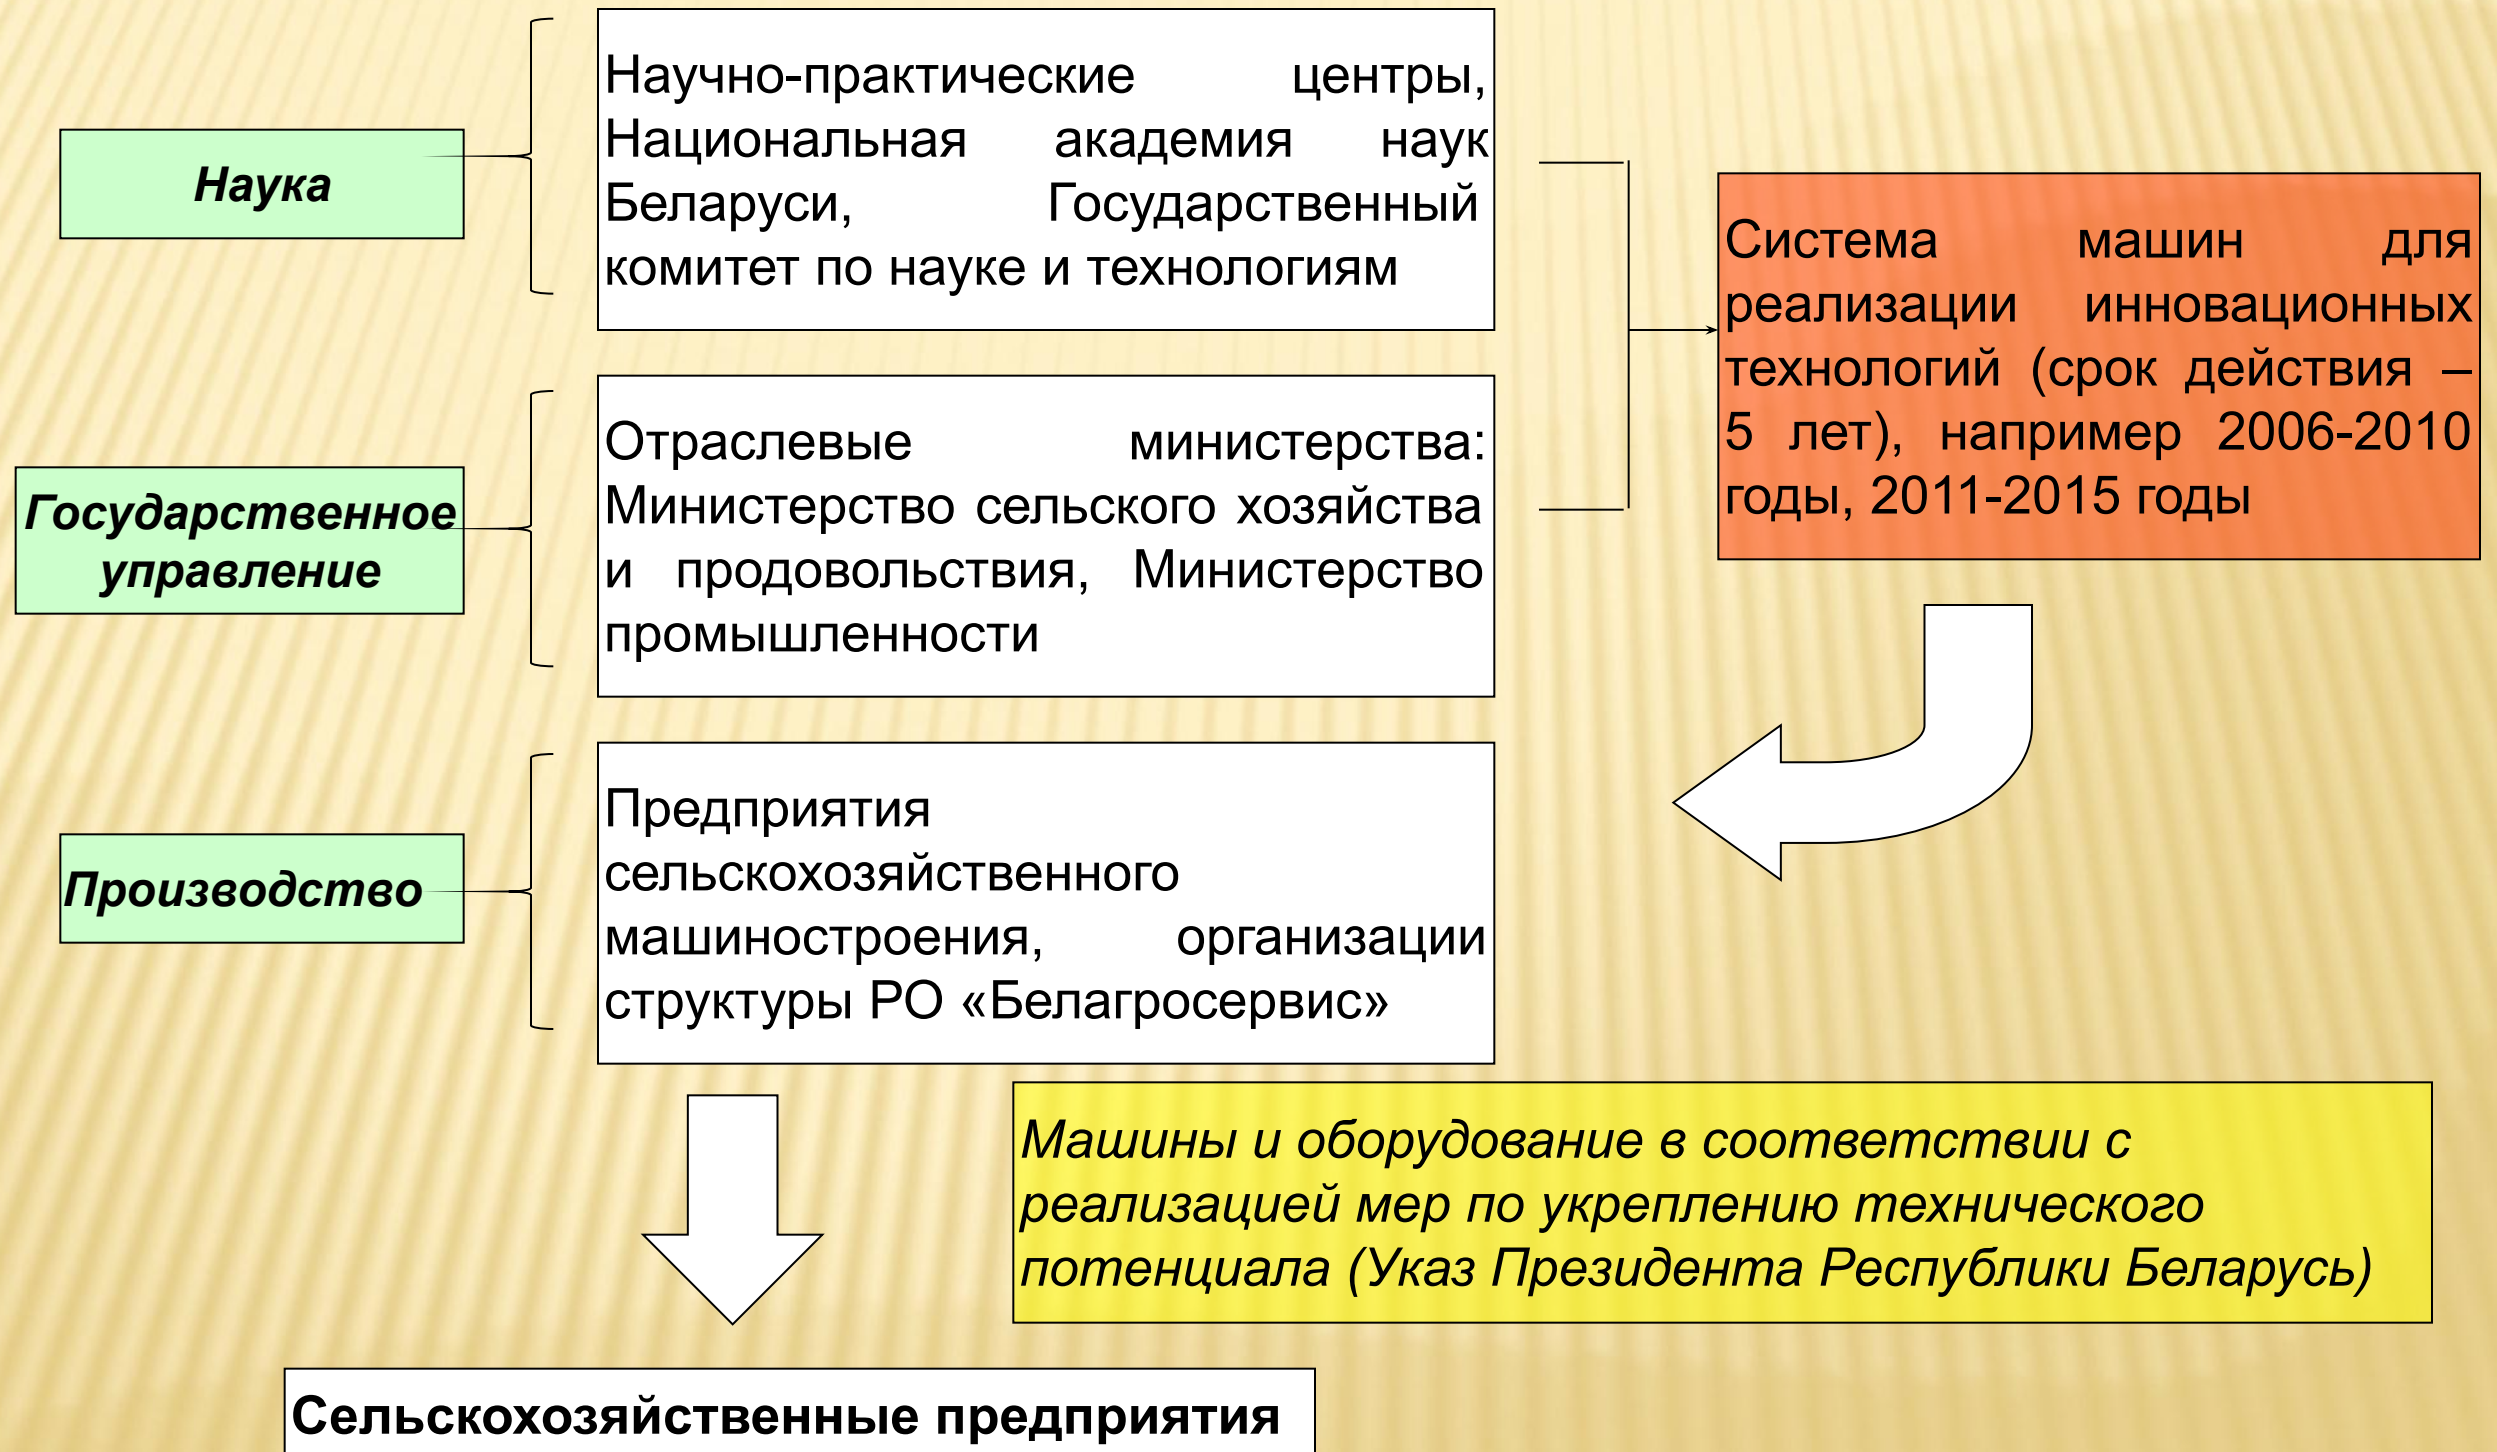 Наука
Научно-практические центры,
Национальная академия наук
Беларуси, Государственный
комитет по науке и технологиям
Государственное
управление
Отраслевые министерства:
Министерство сельского хозяйства
и продовольствия, Министерство
промышленности
Система машин для
реализации инновационных
технологий (срок действия –
5 лет), например 2006-2010
годы, 2011-2015 годы
Производство
Предприятия
сельскохозяйственного
машиностроения, организации
структуры РО «Белагросервис»
Машины и оборудование в соответствии с
реализацией мер по укреплению технического
потенциала (Указ Президента Республики Беларусь)
Сельскохозяйственные предприятия